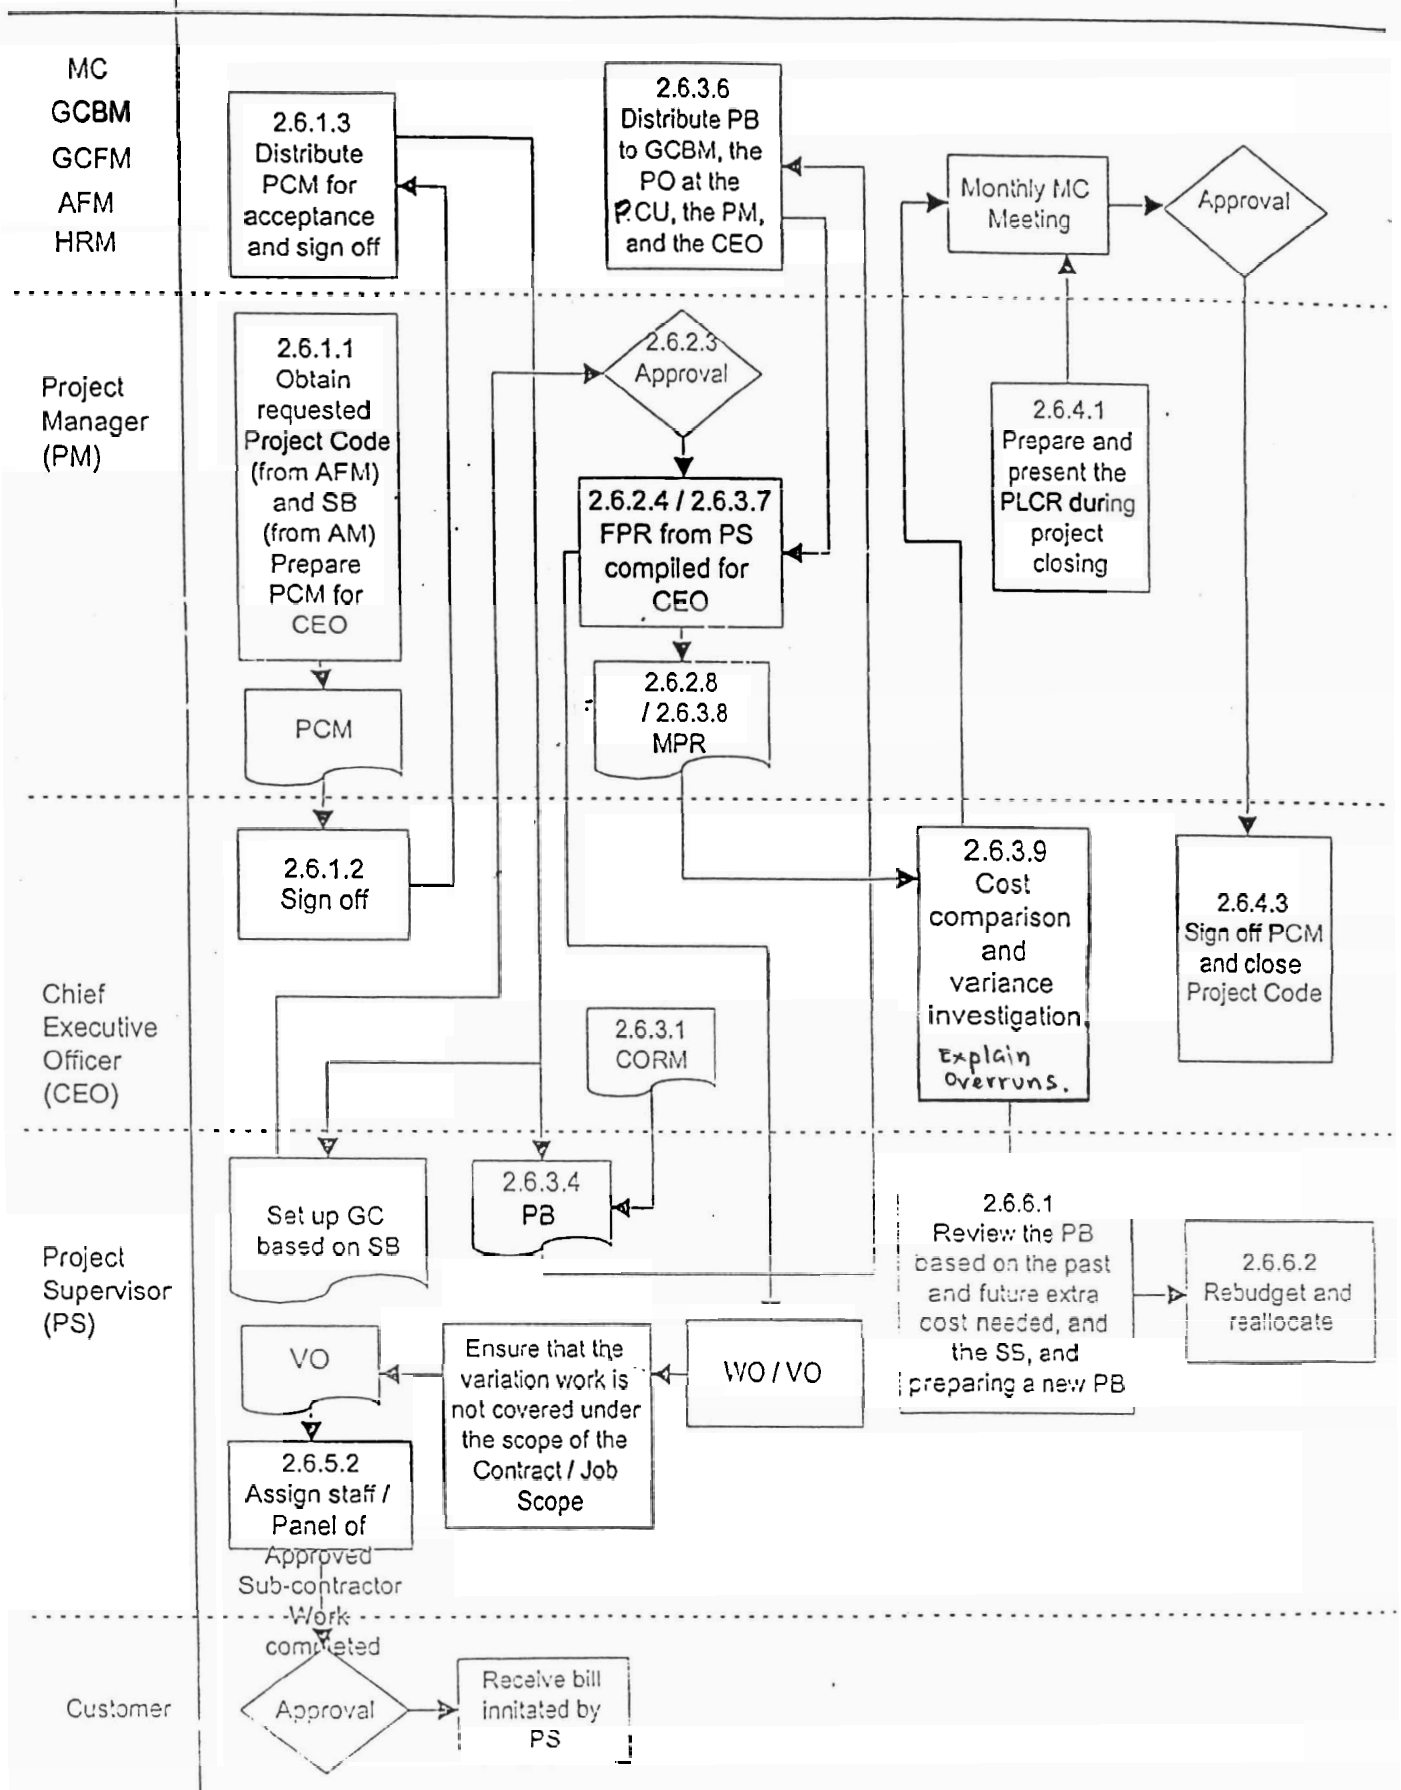 MC
GCBM
GCFM
AFM
HRM
2.6.1.3
Distribute
PCM for
acceptance
and sign off
2.6.3.6
Distribute PB
to GCBM, the
PO at the
PCU, the PM,
and the CEO
Monthly MC
Meeting
Approval
Project
Manager
(PM)
2.6.1.1
Obtain
requested
Project Code
(from AFM)
and SB
(from AM)
Prepare
PCM for
CEO
PCM
2.6.2.3
Approval
2.6.2.4 / 2.6.3.7
FPR from PS
compiled for
CEO
2.6.2.8
/ 2.6.3.8
MPR
2.6.4.1
Prepare and
present the
PLCR during
project
closing
Chief
Executive
Officer
(CEO)
2.6.1.2
Sign off
2.6.3.1
CORM
2.6.3.9
Cost
comparison
and
variance
investigation
Explain
Overruns.
2.6.4.3
Sign off PCM
and close
Project Code
Project
Supervisor
(PS)
Set up GC
based on SB
2.6.3.4
PB
VO
Ensure that the
variation work is
not covered under
the scope of the
Contract / Job
Scope
WO / VO
2.6.6.1
Review the PB
based on the past
and future extra
cost needed, and
the SS, and
preparing a new PB
2.6.6.2
Rebudget and
reallocate
2.6.5.2
Assign staff /
Panel of
Approved
Sub-contractor
Work
completed
Customer
Approval
Receive bill
innitated by
PS